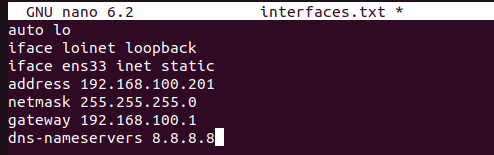 GNU nano 6.2 interfaces.txt *
auto lo
iface loinet loopback
iface ens33 inet static
address 192.168.100.201
netmask 255.255.255.0
gateway 192.168.100.1
dns-nameservers 8.8.8.8